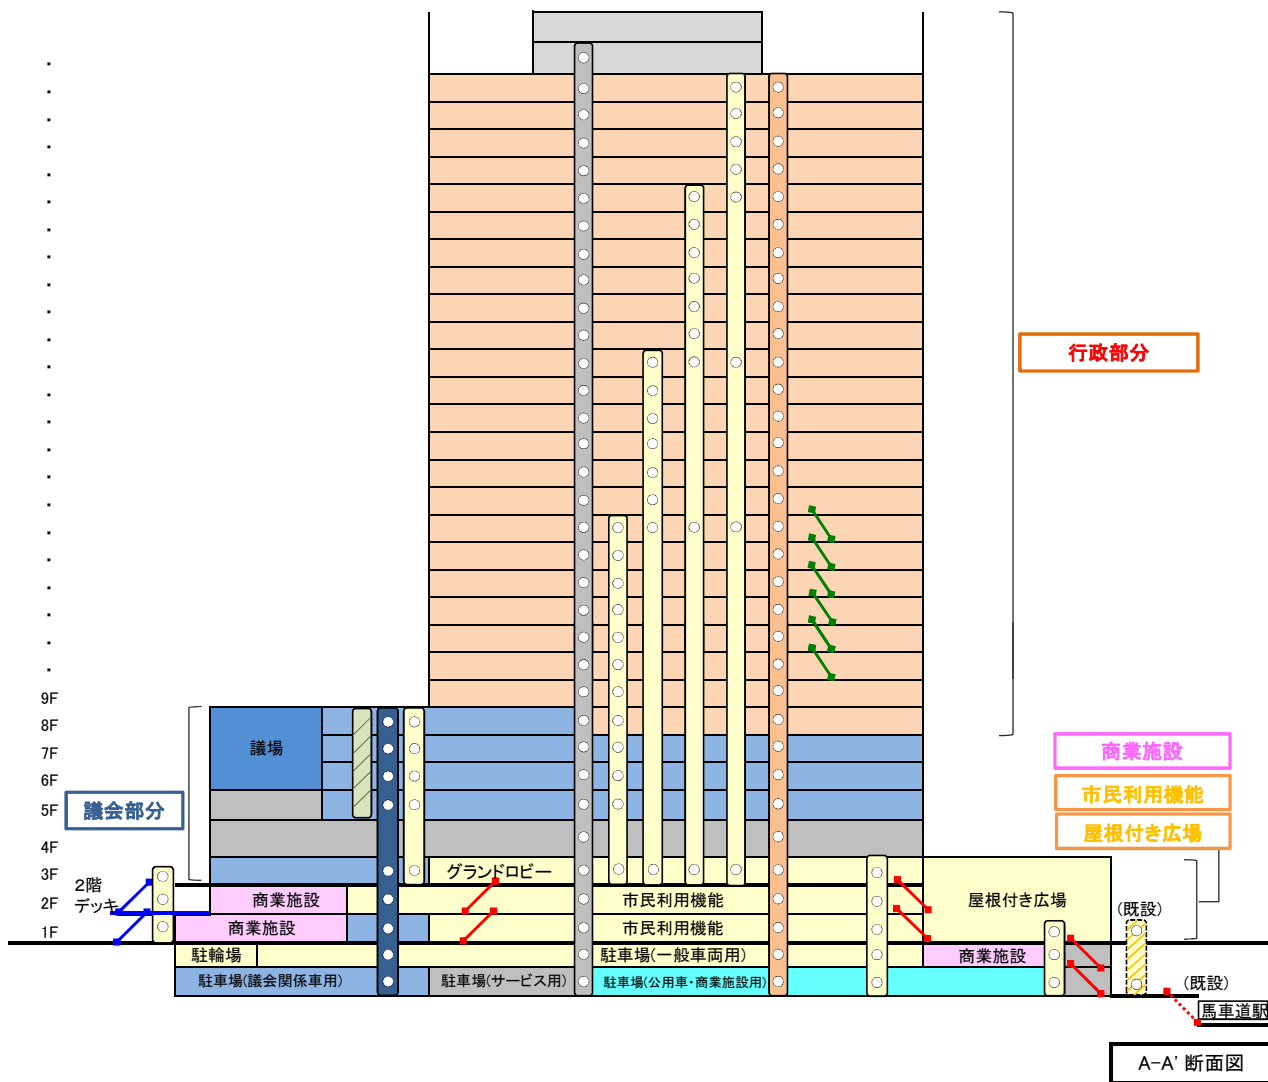 行政部分
9F
8F
7F
6F
5F
4F
3F
2F
1F
議場
議会部分
商業施設
市民利用機能
屋根付き広場
2階
デッキ
グランドロビー
商業施設
市民利用機能
屋根付き広場
(既設)
商業施設
市民利用機能
駐輪場
駐車場(一般車両用)
商業施設
駐車場(議会関係車用)
駐車場(サービス用)
駐車場(公用車・商業施設用)
(既設)
馬車道駅
A-A' 断面図